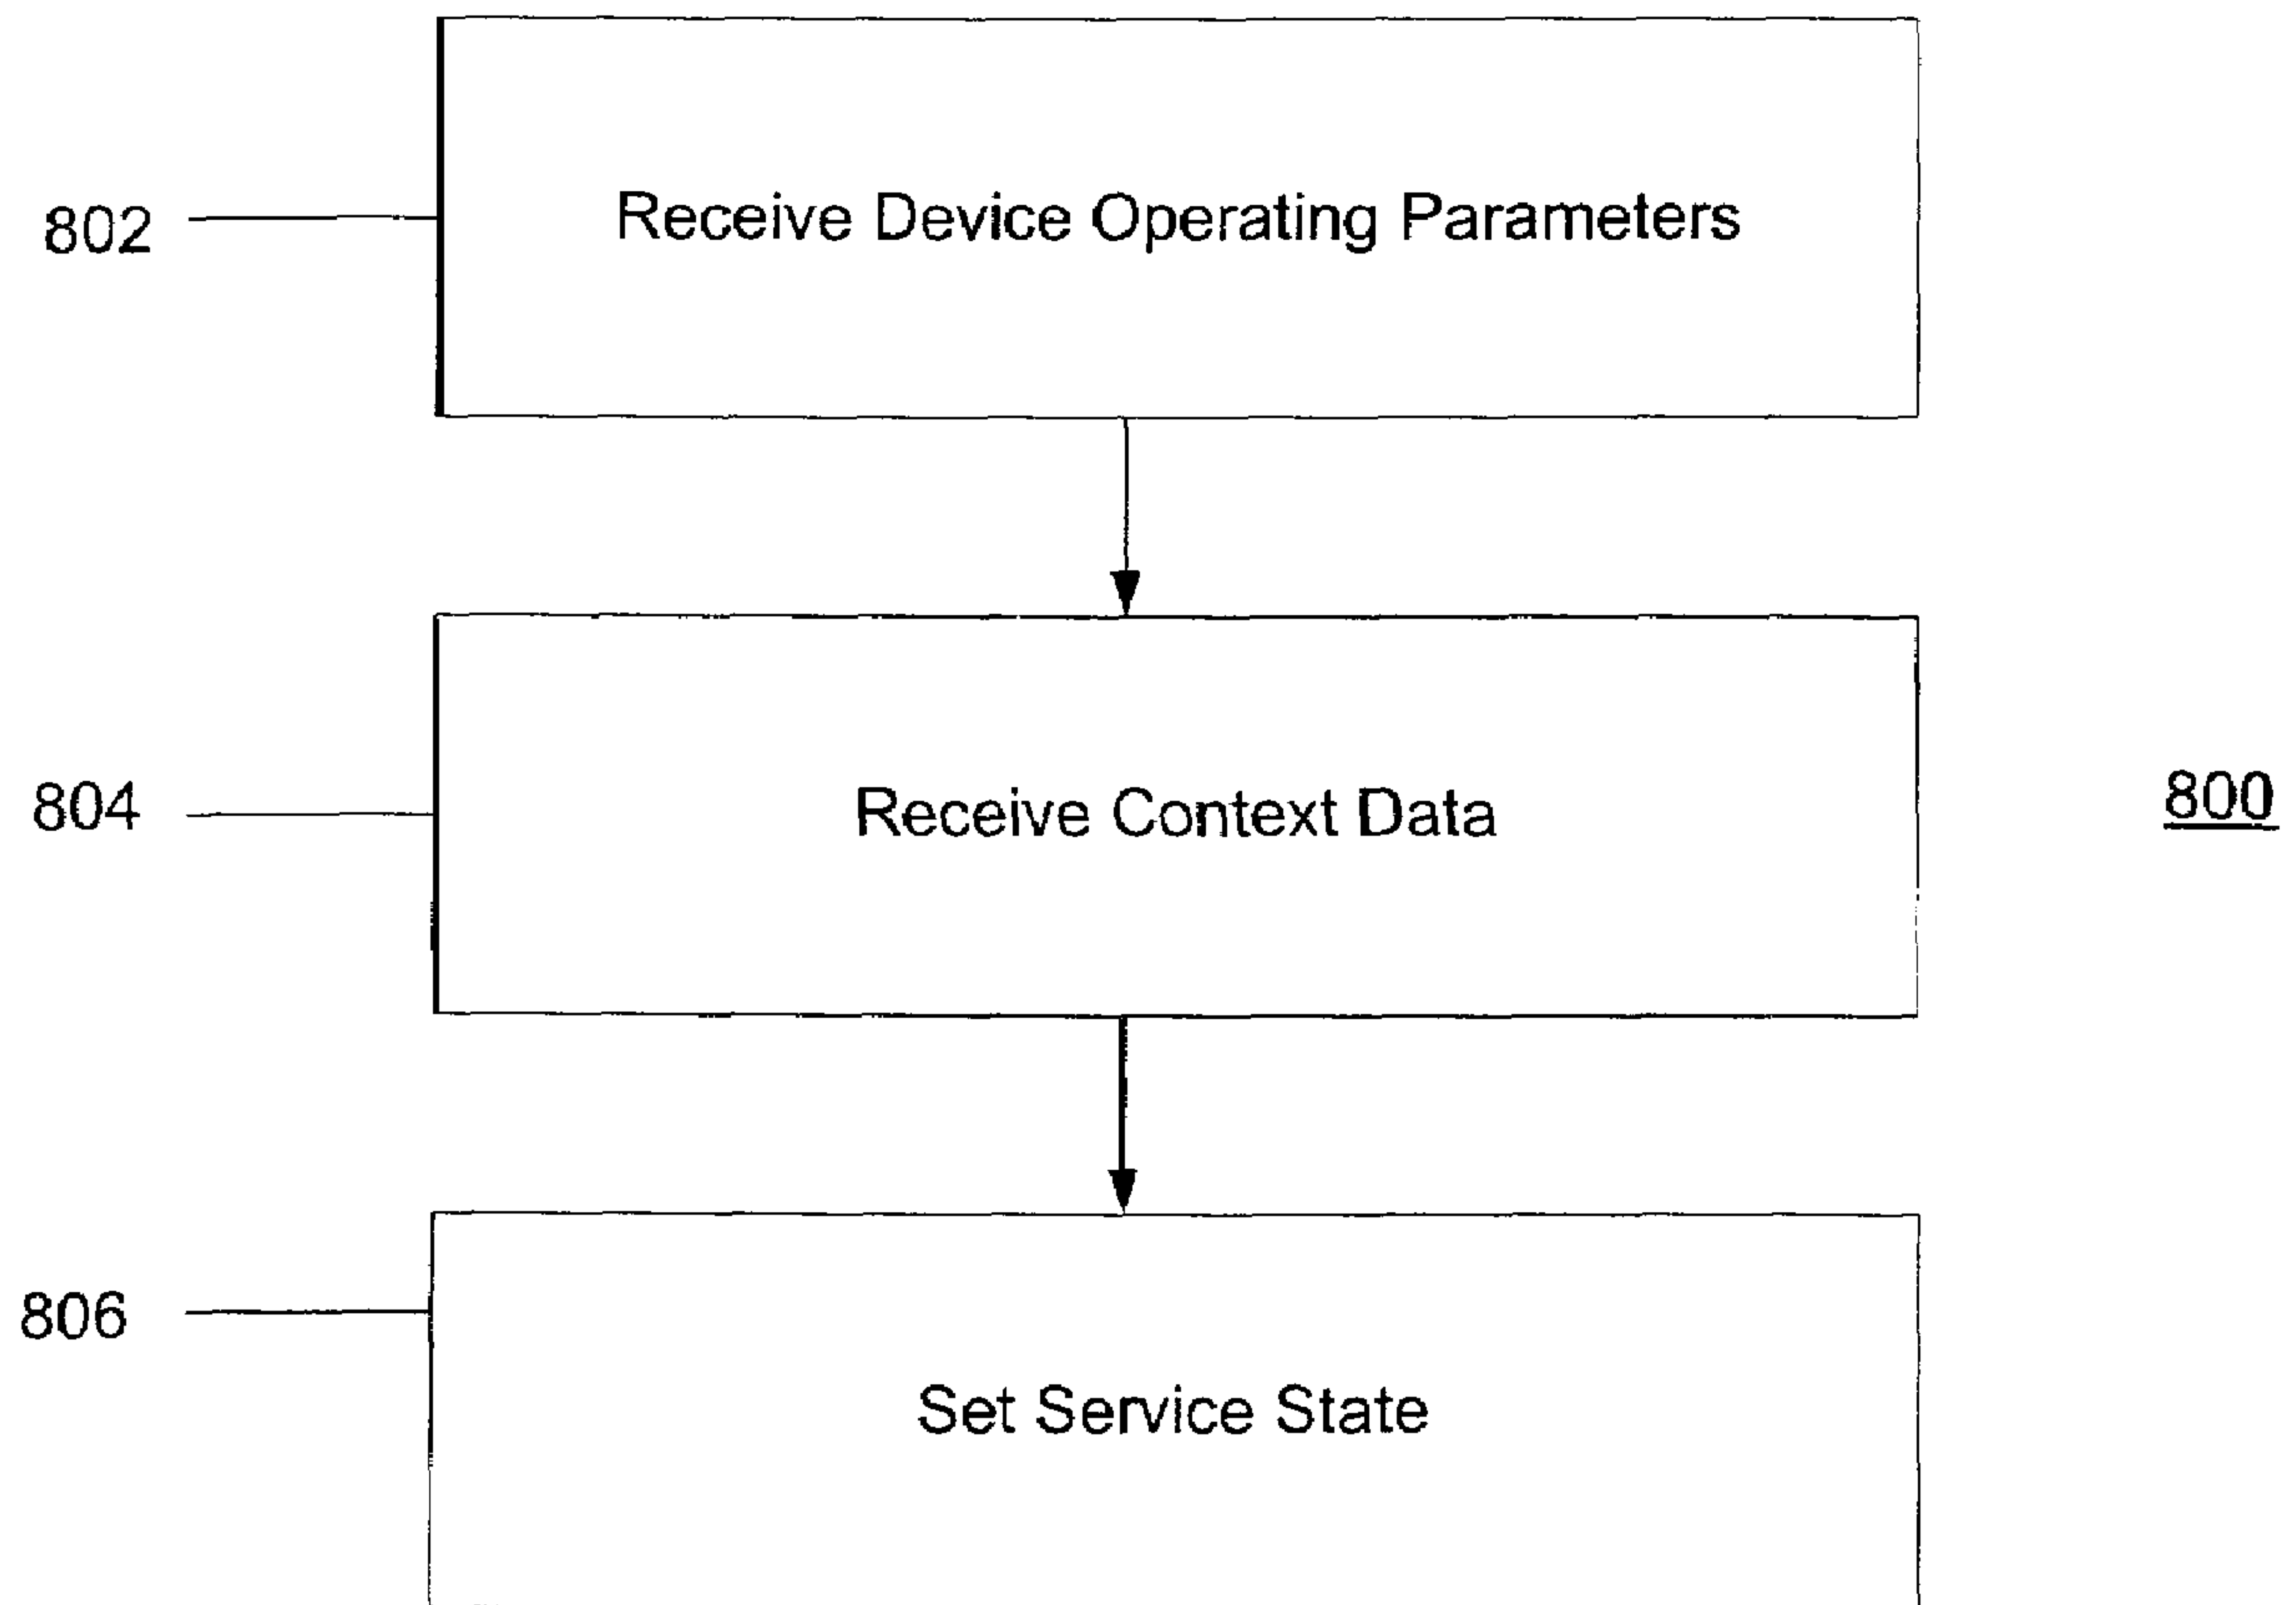 802
Receive Device Operating Parameters
804
Receive Context Data
800
806
Set Service State